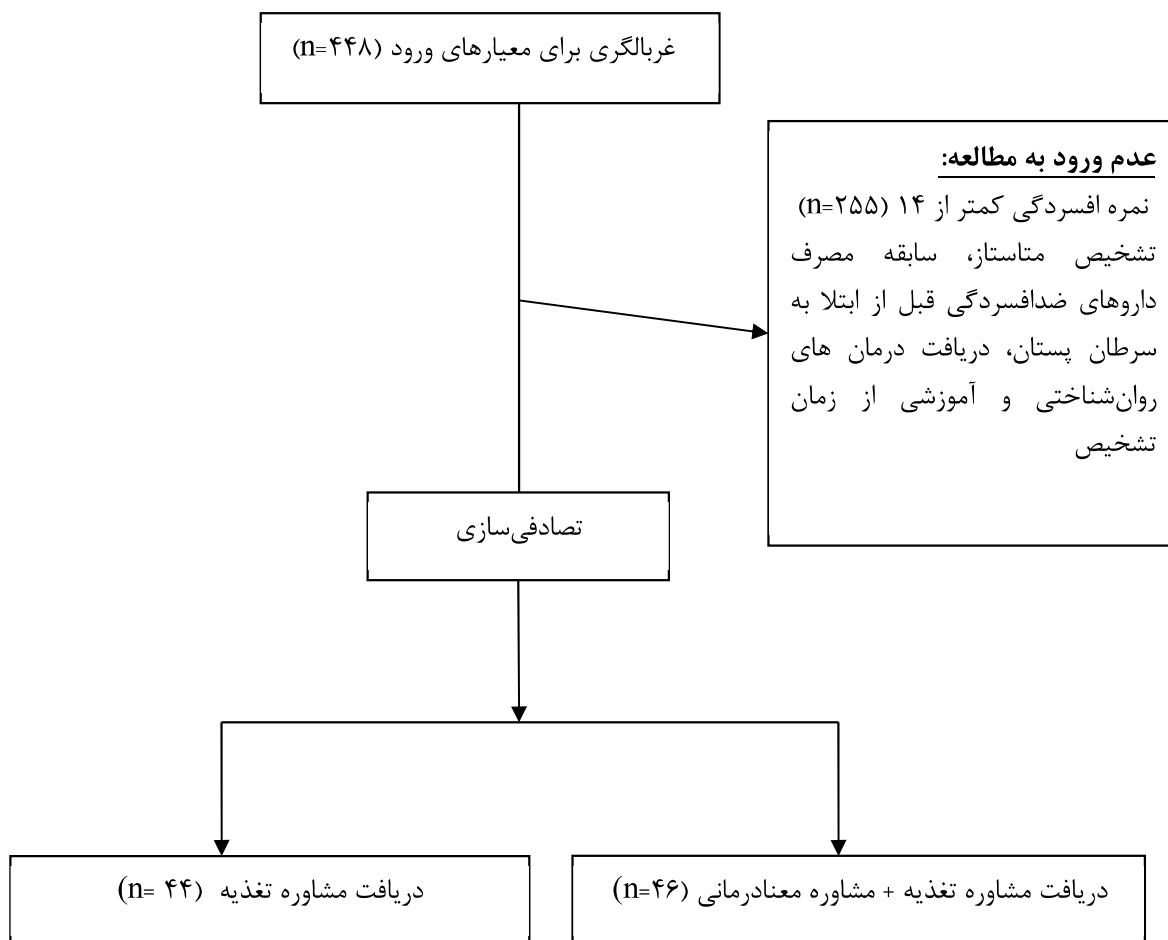 غربالگری برای معیارهای ورود (n=۴۴۸)
عدم ورود به مطالعه:
نمره افسردگی کمتر از ۱۴ (n=۲۵۵)
تشخیص متاستاز، سابقه مصرف
داروهای ضدافسردگی قبل از ابتلا به
سرطان پستان، دریافت درمان های
روان‌شناختی و آموزشی از زمان
تشخیص
تصادفی‌سازی
دریافت مشاوره تغذیه + مشاوره معنادرمانی (n=۴۶)
دریافت مشاوره تغذیه (n= ۴۴)